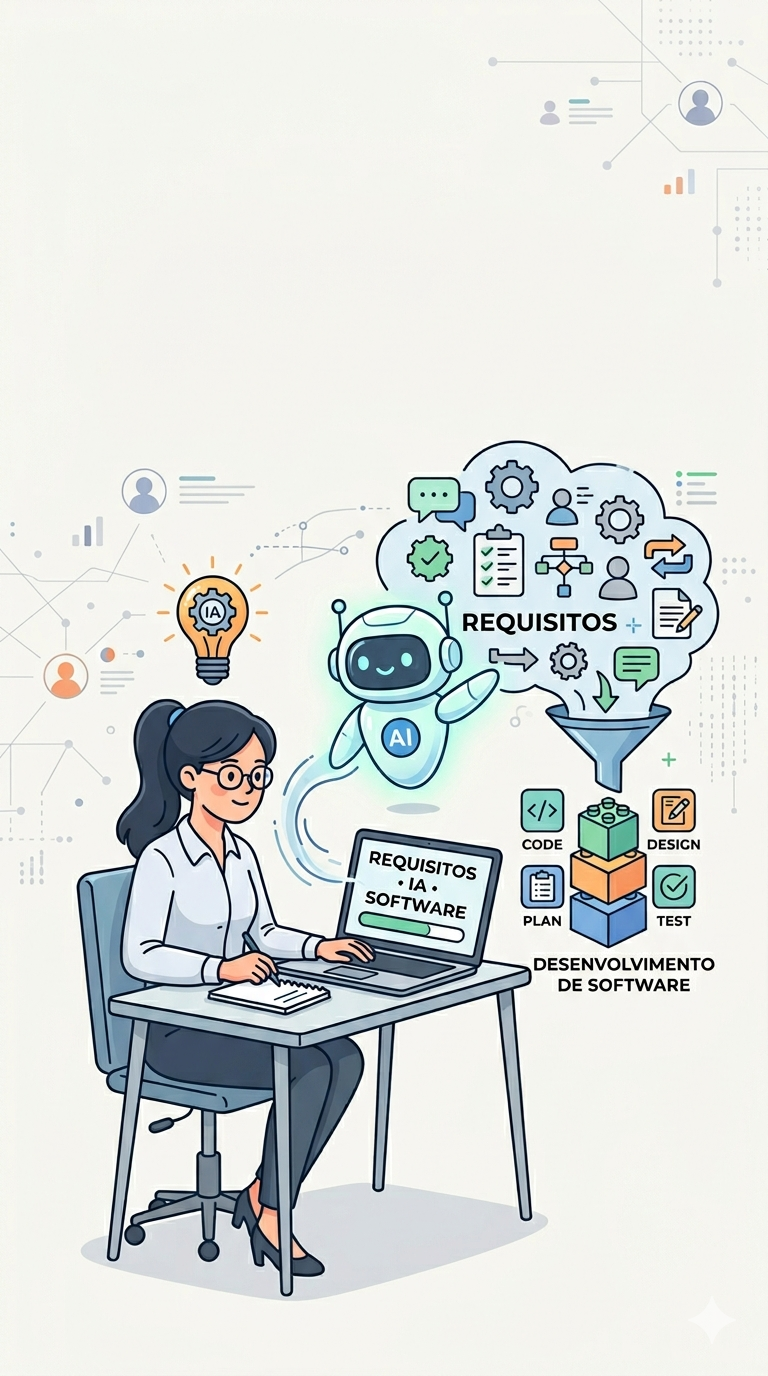 IA
REQUISITOS
AI
REQUISITOS
• IA •
SOFTWARE
</>
CODE
DESIGN
PLAN
TEST
DESENVOLVIMENTO
DE SOFTWARE